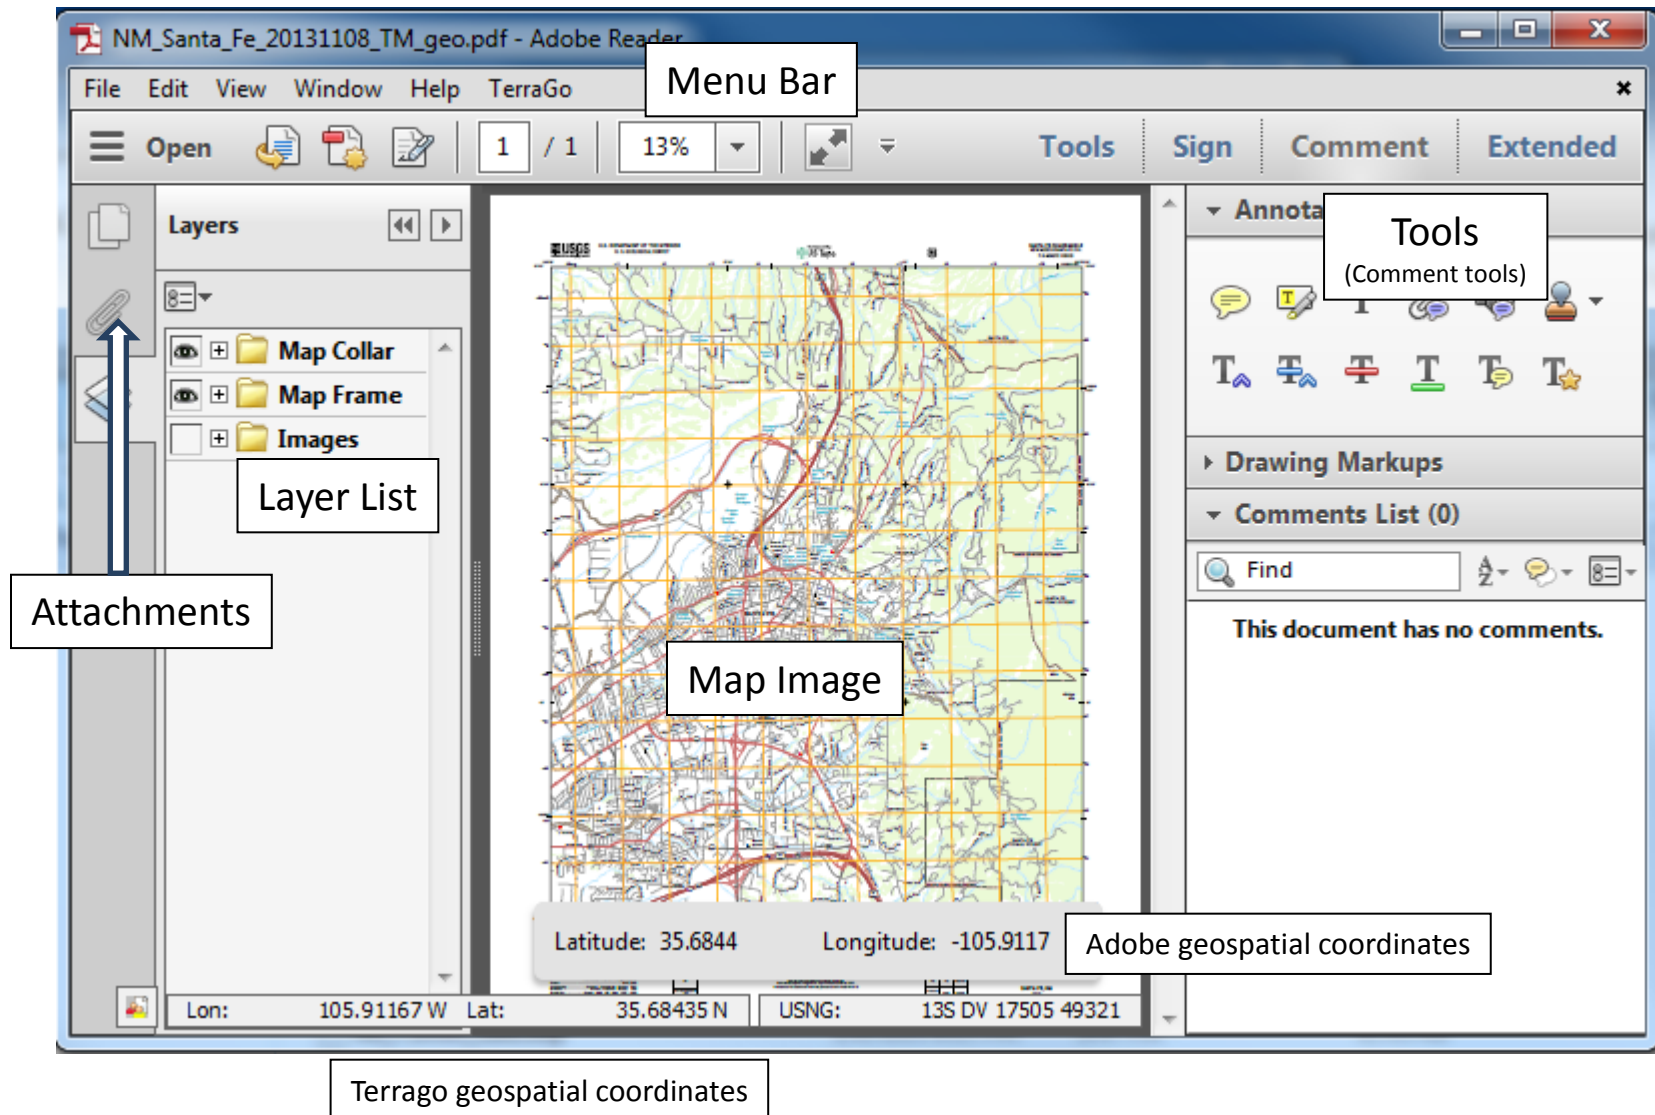 NM_Santa_Fe_20131108_TM_geo.pdf - Adobe Reader
Menu Bar
File Edit View Window Help TerraGo
Open 1 / 1 13% Tools Sign Comment Extended
Layers
Annota
Tools
(Comment tools)
USGS
US Topo
Map Collar
Map Frame
Images
Layer List
Drawing Markups
Comments List (0)
Find
This document has no comments.
Attachments
Map Image
Latitude: 35.6844 Longitude: -105.9117
Adobe geospatial coordinates
Lon: 105.91167 W Lat: 35.68435 N USNG: 13S DV 17505 49321
Terrago geospatial coordinates